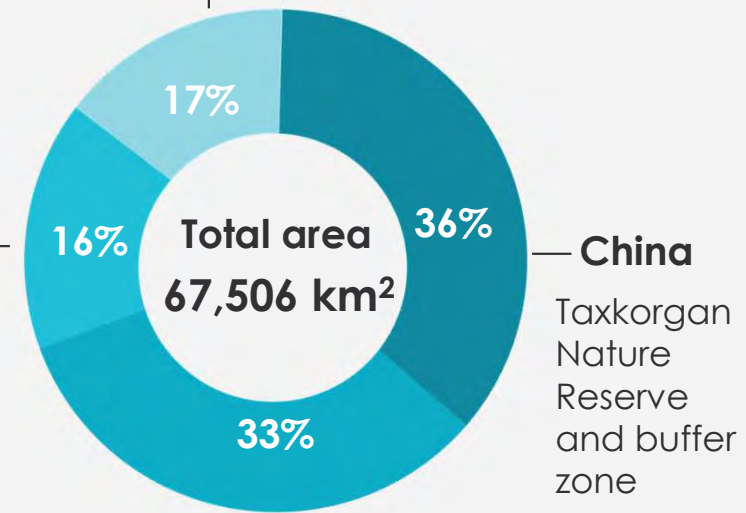 17%
36%
16%
Total area
67,506 km²
33%
China
Taxkorgan
Nature
Reserve
and buffer
zone